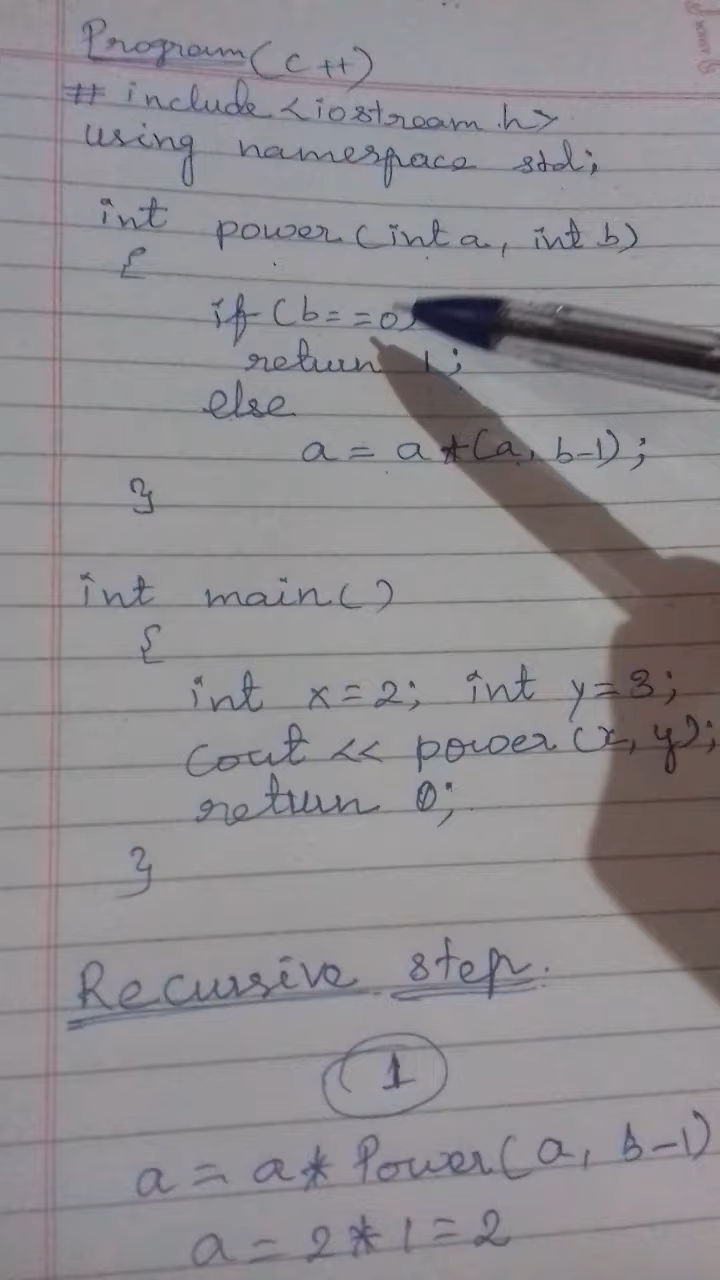 Program (C++)
# include <iostream.h>
using namespace std;
int power (int a, int b)
{
if (b==0)
return 1;
else
a = a*(a, b-1);
}
int main()
{
int x=2; int y=3;
Cout << power (x, y);
return 0;
}
Recursive step.
1
a = a* Power(a, b-1)
a = 2*1 = 2